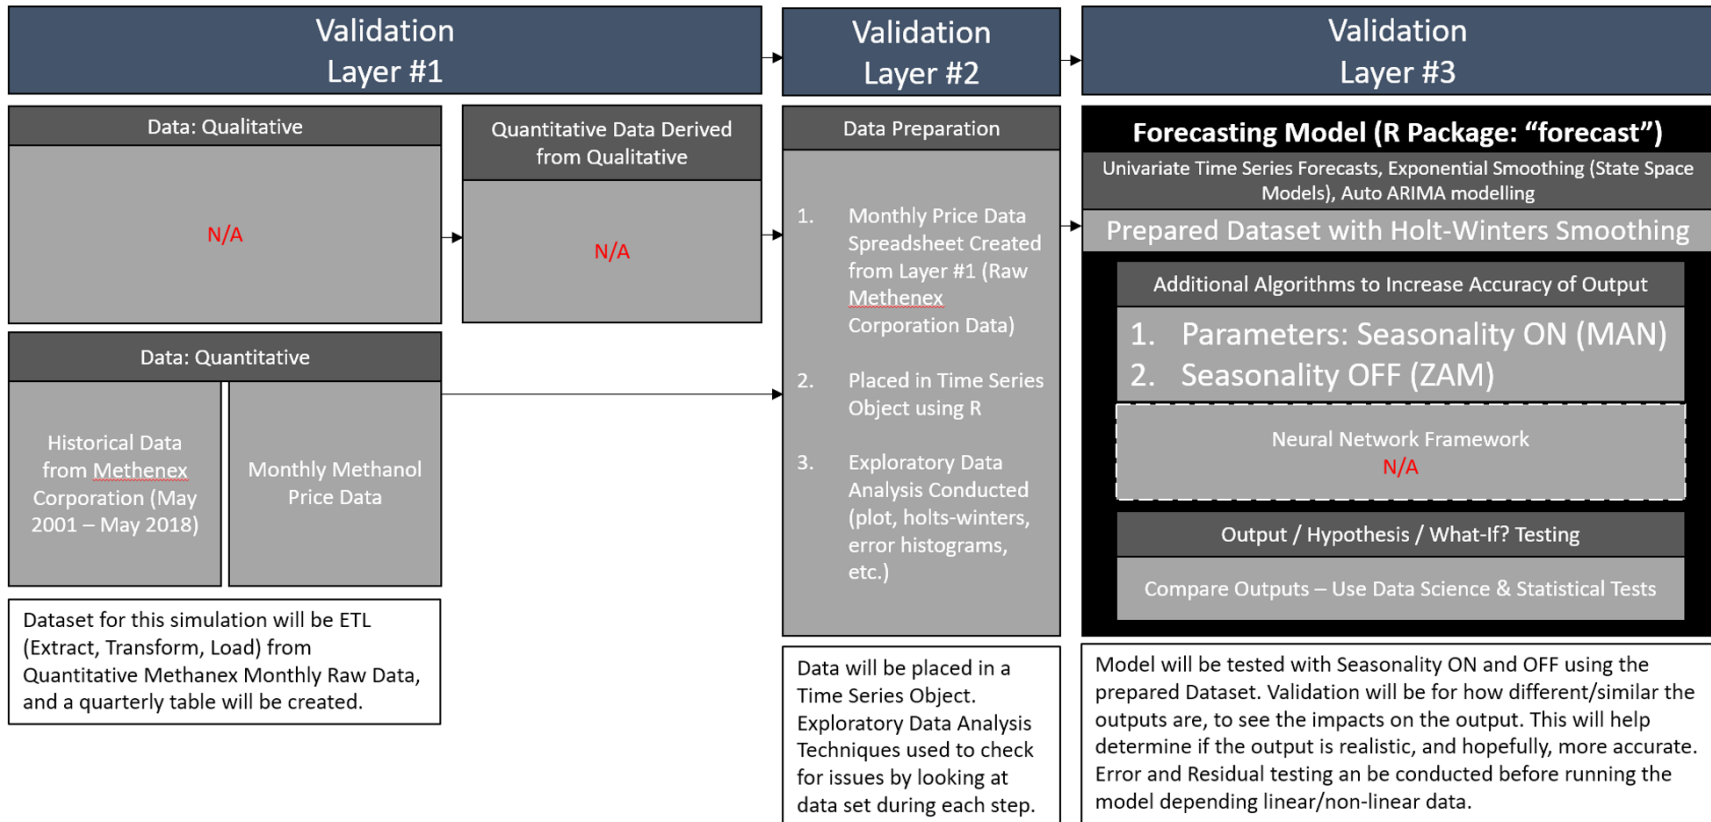 Validation
Layer #1
Data: Qualitative
N/A
Quantitative Data Derived
from Qualitative
N/A
Data: Quantitative
Historical Data
from Methenex
Corporation (May
2001 – May 2018)
Monthly Methanol
Price Data
Dataset for this simulation will be ETL
(Extract, Transform, Load) from
Quantitative Methanex Monthly Raw Data,
and a quarterly table will be created.
Validation
Layer #2
Data Preparation
1. Monthly Price Data
Spreadsheet Created
from Layer #1 (Raw
Methenex
Corporation Data)
2. Placed in Time Series
Object using R
3. Exploratory Data
Analysis Conducted
(plot, holts-winters,
error histograms,
etc.)
Data will be placed in a
Time Series Object.
Exploratory Data Analysis
Techniques used to check
for issues by looking at
data set during each step.
Validation
Layer #3
Forecasting Model (R Package: “forecast”)
Univariate Time Series Forecasts, Exponential Smoothing (State Space
Models), Auto ARIMA modelling
Prepared Dataset with Holt-Winters Smoothing
Additional Algorithms to Increase Accuracy of Output
1. Parameters: Seasonality ON (MAN)
2. Seasonality OFF (ZAM)
Neural Network Framework
N/A
Output / Hypothesis / What-If? Testing
Compare Outputs – Use Data Science & Statistical Tests
Model will be tested with Seasonality ON and OFF using the
prepared Dataset. Validation will be for how different/similar the
outputs are, to see the impacts on the output. This will help
determine if the output is realistic, and hopefully, more accurate.
Error and Residual testing an be conducted before running the
model depending linear/non-linear data.